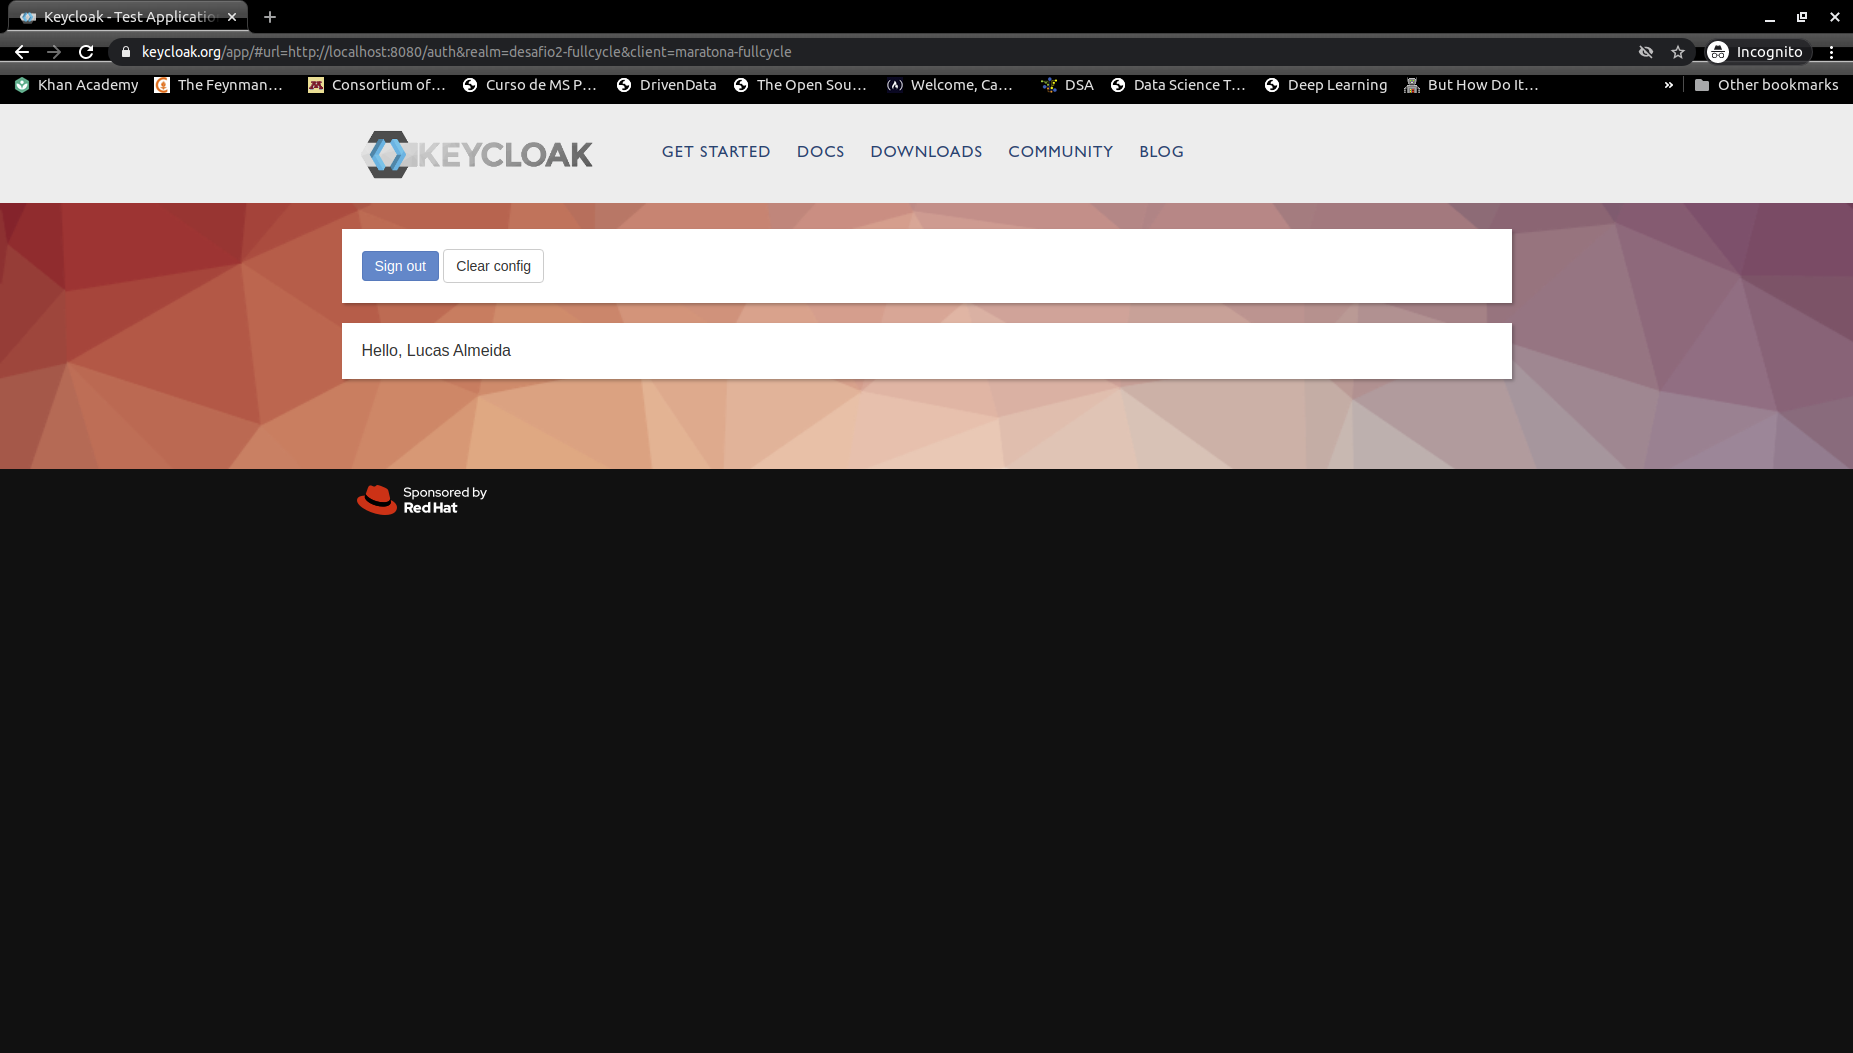 Keycloak - Test Applicatio
keycloak.org/app/#url=http://localhost:8080/auth&realm=desafio2-fullcycle&client=maratona-fullcycle
Incognito
Khan Academy The Feynman... Consortium of... Curso de MS P... DrivenData The Open Sou... Welcome, Ca... DSA Data Science T... Deep Learning But How Do It... » Other bookmarks
KEYCLOAK GET STARTED DOCS DOWNLOADS COMMUNITY BLOG
Sign out Clear config
Hello, Lucas Almeida
Sponsored by
Red Hat